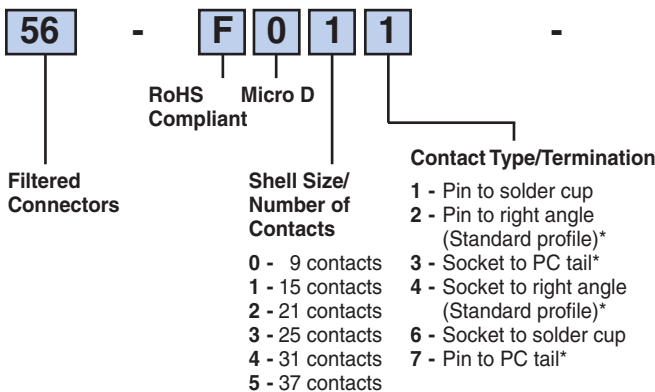 56 - F 0 1 1 -
RoHS Compliant
Micro D
Filtered
Connectors
Shell Size/
Number of
Contacts
0 - 9 contacts
1 - 15 contacts
2 - 21 contacts
3 - 25 contacts
4 - 31 contacts
5 - 37 contacts
Contact Type/Termination
1 - Pin to solder cup
2 - Pin to right angle
(Standard profile)*
3 - Socket to PC tail*
4 - Socket to right angle
(Standard profile)*
6 - Socket to solder cup
7 - Pin to PC tail*